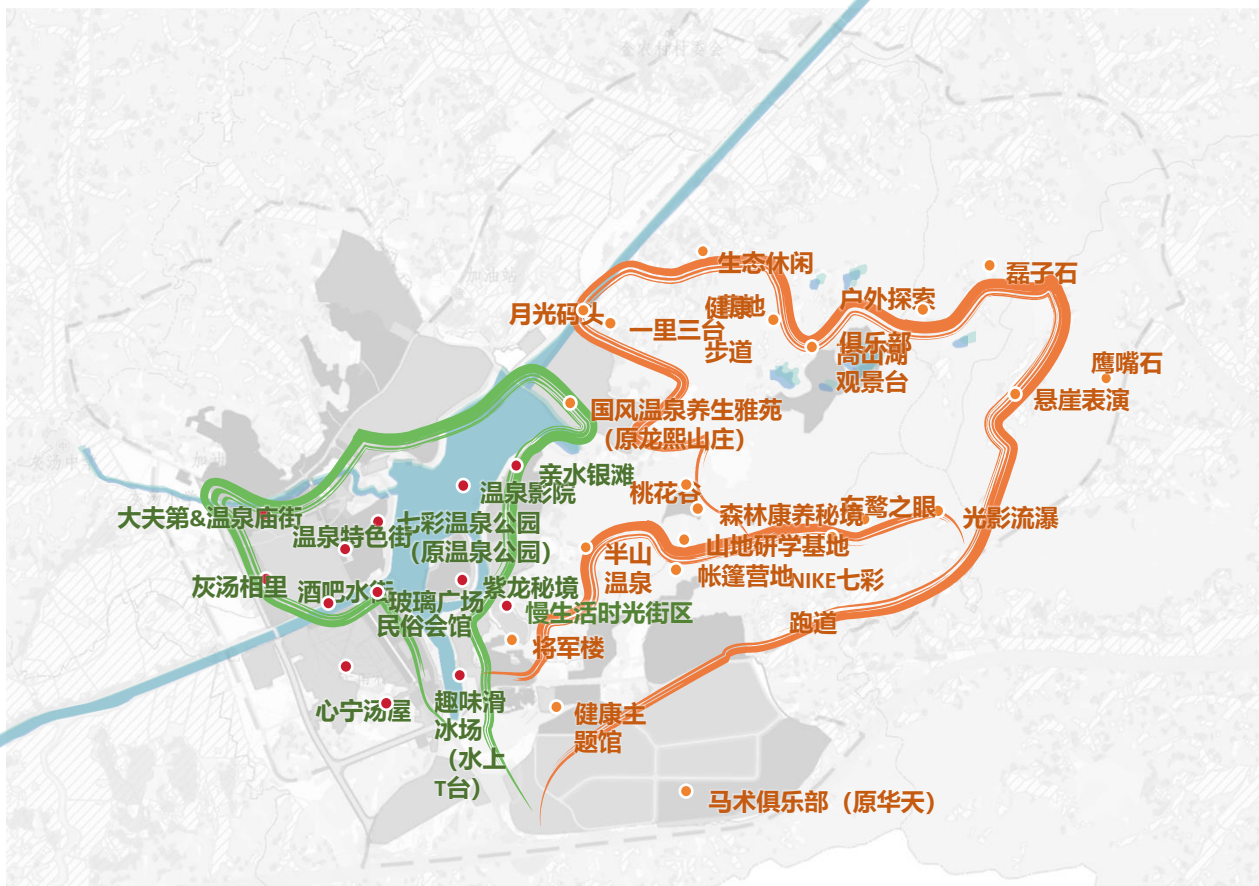 加油站
生态休闲
基地
健康
步道
磊子石
户外探索
俱乐部
高山湖
观景台
月光码头
一里三台
鹰嘴石
悬崖表演
国风温泉养生雅苑
（原龙熙山庄）
亲水银滩
温泉影院
桃花谷
大夫第&温泉庙街
温泉特色街
七彩温泉公园
（原温泉公园）
森林康养秘境
东鹜之眼
光影流瀑
半山
温泉
山地研学基地
帐篷营地
NIKE七彩
跑道
灰汤相里
酒吧水街
玻璃广场
民俗会馆
紫龙秘境
慢生活时光街区
将军楼
心宁汤屋
趣味滑
冰场
（水上
T台）
健康主
题馆
马术俱乐部（原华天）